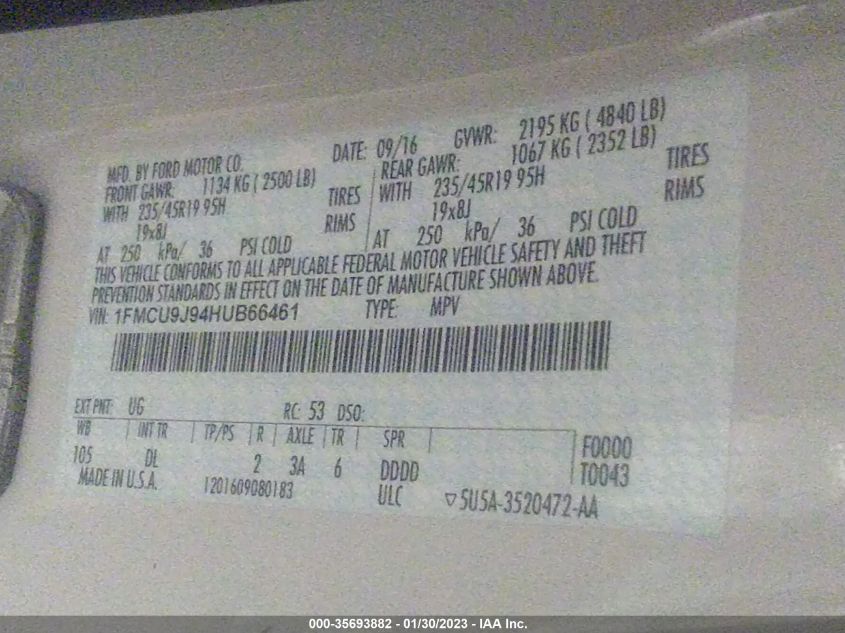 MFD. BY FORD MOTOR CO. DATE: 09/16 GVWR: 2195 KG ( 4840 LB)
FRONT GAWR: 1134 KG ( 2500 LB) REAR GAWR: 1067 KG ( 2352 LB)
WITH 235/45R19 95H TIRES WITH 235/45R19 95H TIRES
19x8J RIMS 19x8J RIMS
AT 250 kPa/ 36 PSI COLD AT 250 kPa/ 36 PSI COLD
THIS VEHICLE CONFORMS TO ALL APPLICABLE FEDERAL MOTOR VEHICLE SAFETY AND THEFT
PREVENTION STANDARDS IN EFFECT ON THE DATE OF MANUFACTURE SHOWN ABOVE.
VIN: 1FMCU9J94HUB66461 TYPE: MPV
EXT PNT: UG RC: 53 DSO:
WB INT TR TP/PS R AXLE TR SPR F0000
105 DL 2 3A 6 DDDD T0043
MADE IN U.S.A. 1201609080183 ULC ▽5U5A-3520472-AA
000-35693882 - 01/30/2023 - IAA Inc.